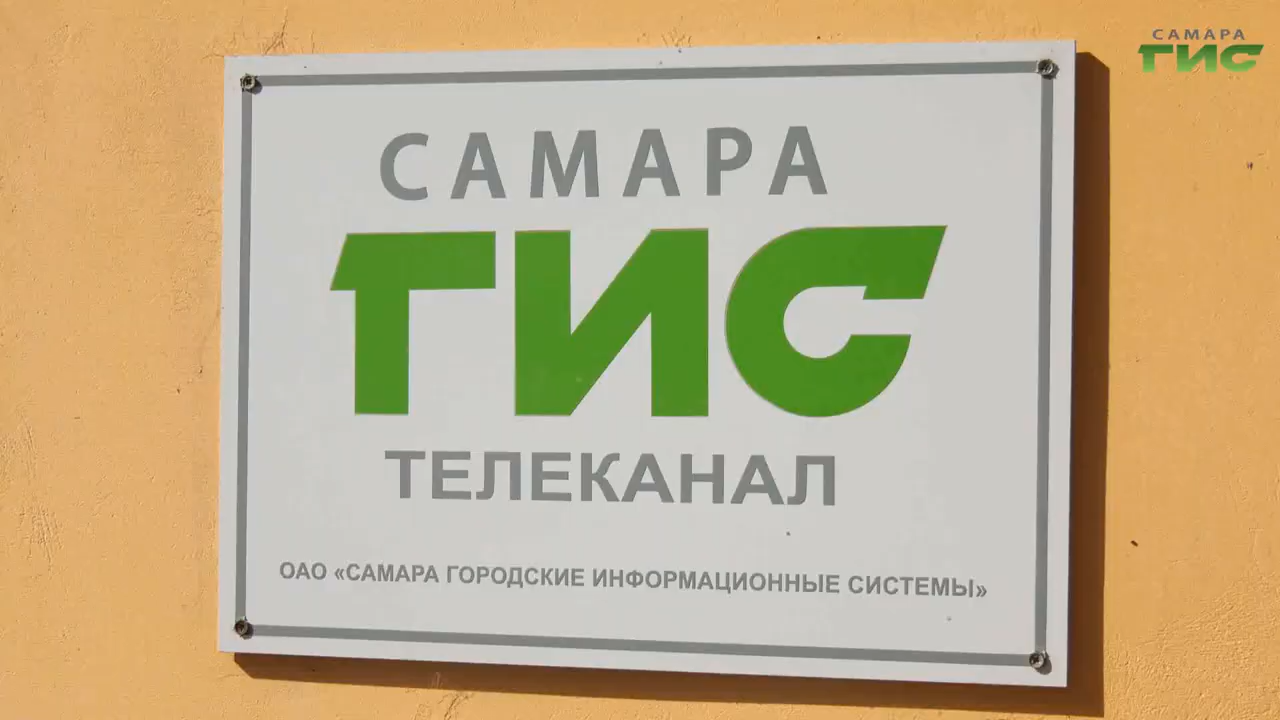 САМАРА
ГИС
САМАРА
ГИС
ТЕЛЕКАНАЛ
ОАО «САМАРА ГОРОДСКИЕ ИНФОРМАЦИОННЫЕ СИСТЕМЫ»